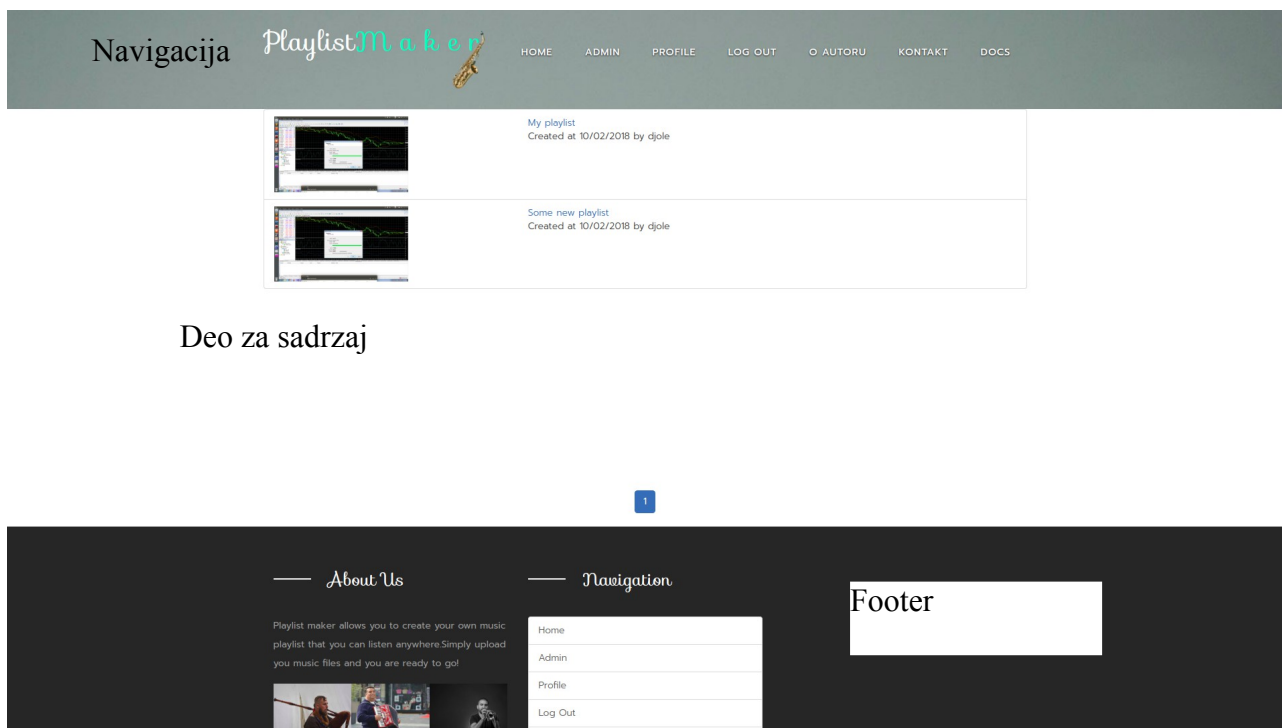 Navigacija
PlaylistMaker
HOME ADMIN PROFILE LOG OUT O AUTORU KONTAKT DOCS
My playlist
Created at 10/02/2018 by djole
Some new playlist
Created at 10/02/2018 by djole
Deo za sadrzaj
1
About Us
Playlist maker allows you to create your own music
playlist that you can listen anywhere.Simply upload
you music files and you are ready to go!
Navigation
Home
Admin
Profile
Log Out
Footer